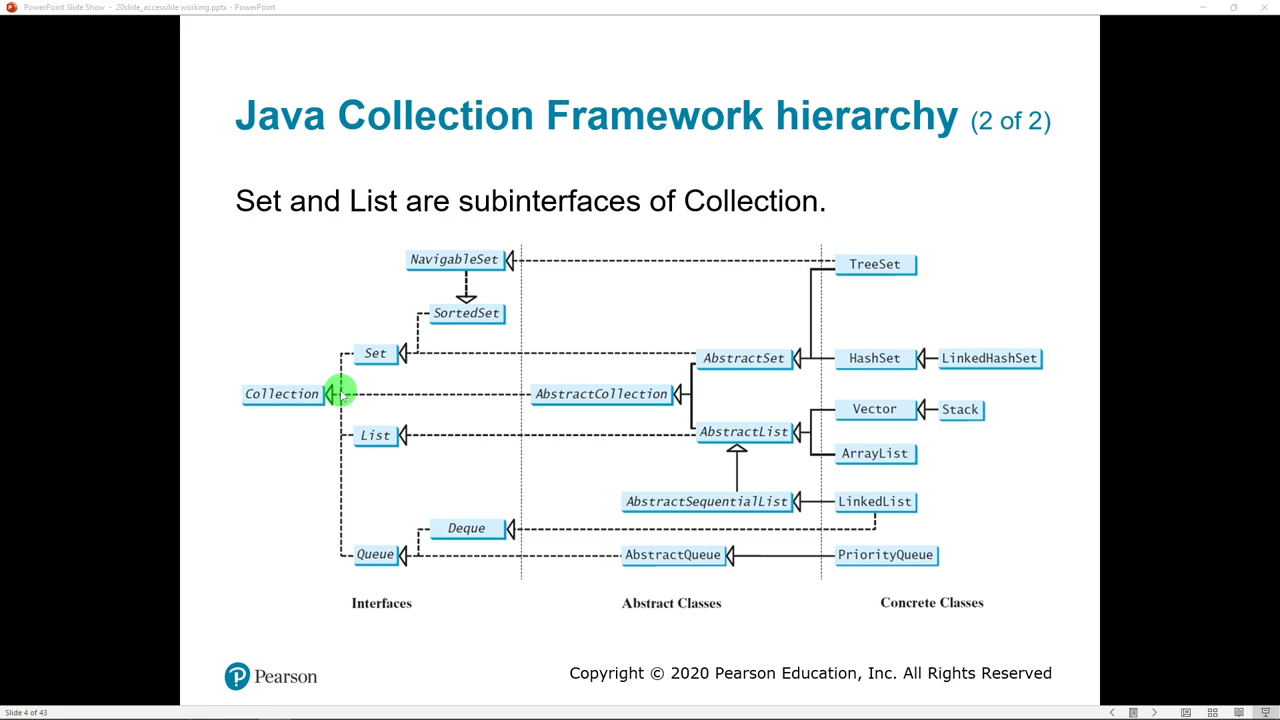 PowerPoint Slide Show - 20slide_accessible working.pptx - PowerPoint
Java Collection Framework hierarchy (2 of 2)
Set and List are subinterfaces of Collection.
NavigableSet
TreeSet
SortedSet
Set
AbstractSet
HashSet
LinkedHashSet
Collection
AbstractCollection
Vector
Stack
List
AbstractList
ArrayList
AbstractSequentialList
LinkedList
Deque
Queue
AbstractQueue
PriorityQueue
Interfaces
Abstract Classes
Concrete Classes
P Pearson
Copyright © 2020 Pearson Education, Inc. All Rights Reserved
Slide 4 of 43